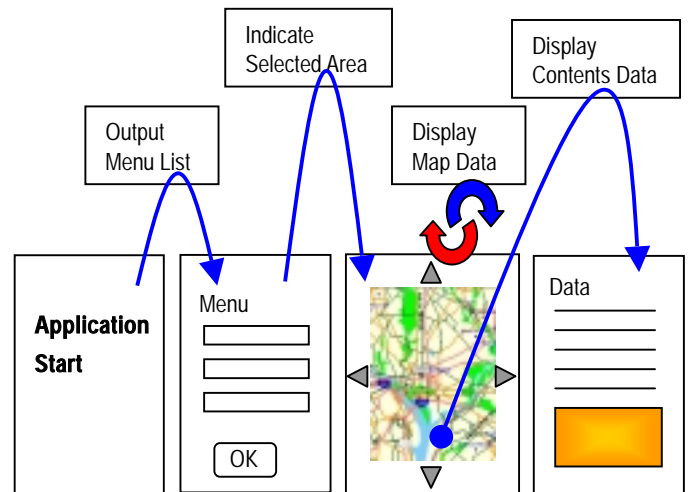 Indicate
Selected Area
Display
Contents Data
Output
Menu List
Display
Map Data
Application
Start
Menu
OK
Data